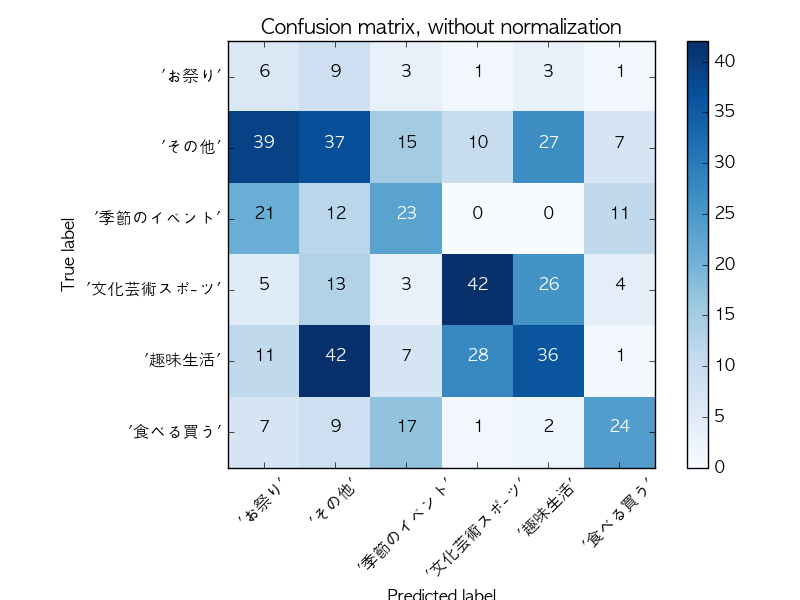 Confusion matrix, without normalization
'お祭り' 6 9 3 1 3 1
'その他' 39 37 15 10 27 7
'季節のイベント' 21 12 23 0 0 11
'文化芸術スポーツ' 5 13 3 42 26 4
'趣味生活' 11 42 7 28 36 1
'食べる買う' 7 9 17 1 2 24
True label
'お祭り' 'その他' '季節のイベント' '文化芸術スポーツ' '趣味生活' '食べる買う'
Predicted label
40
35
30
25
20
15
10
5
0